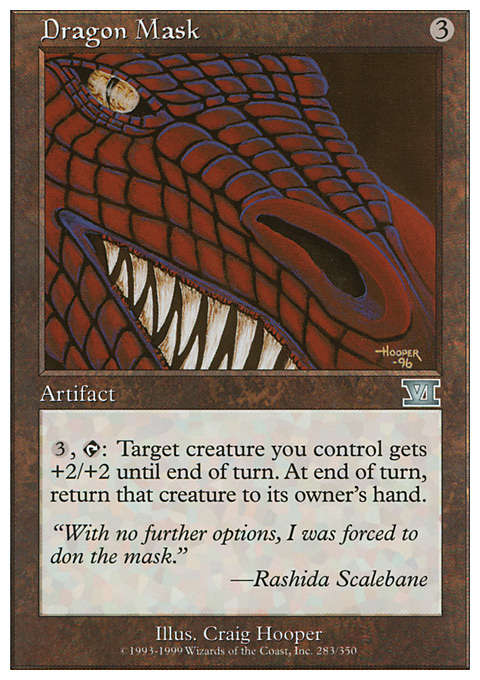 Dragon Mask 3
HOOPER
-96
Artifact VI
3, : Target creature you control gets
+2/+2 until end of turn. At end of turn,
return that creature to its owner’s hand.
“With no further options, I was forced to
don the mask.”
—Rashida Scalebane
Illus. Craig Hooper
©1993-1999 Wizards of the Coast, Inc. 283/350